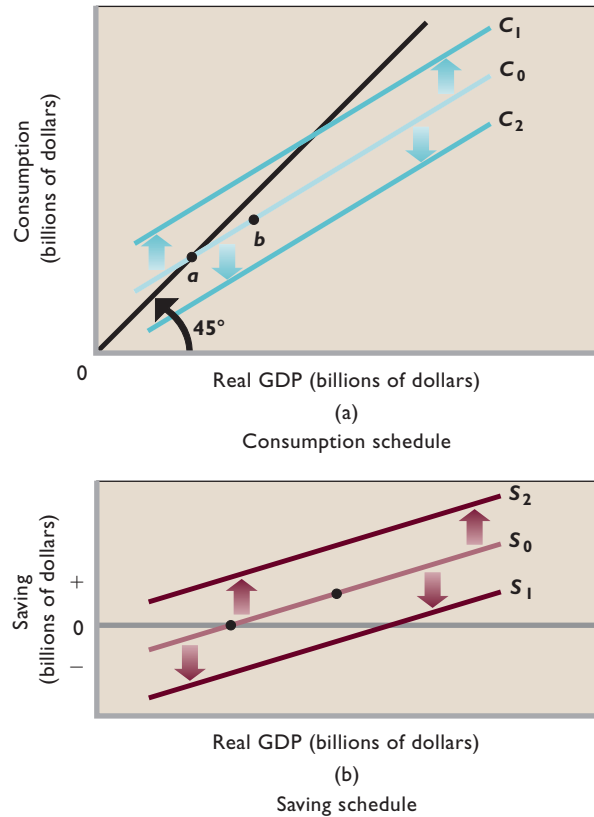 Consumption
(billions of dollars)
C1
C0
C2
b
a
45°
0
Real GDP (billions of dollars)
(a)
Consumption schedule
Saving
(billions of dollars)
+
0
−
S2
S0
S1
Real GDP (billions of dollars)
(b)
Saving schedule